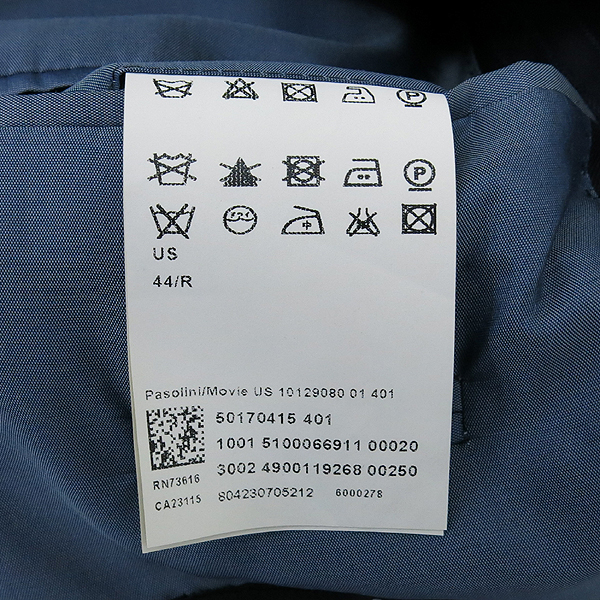 P
P
US
44/R
Pasolini/Movie US 10129080 01 401
50170415 401
1001 5100066911 00020
3002 4900119268 00250
RN73616
CA23115 804230705212 6000278